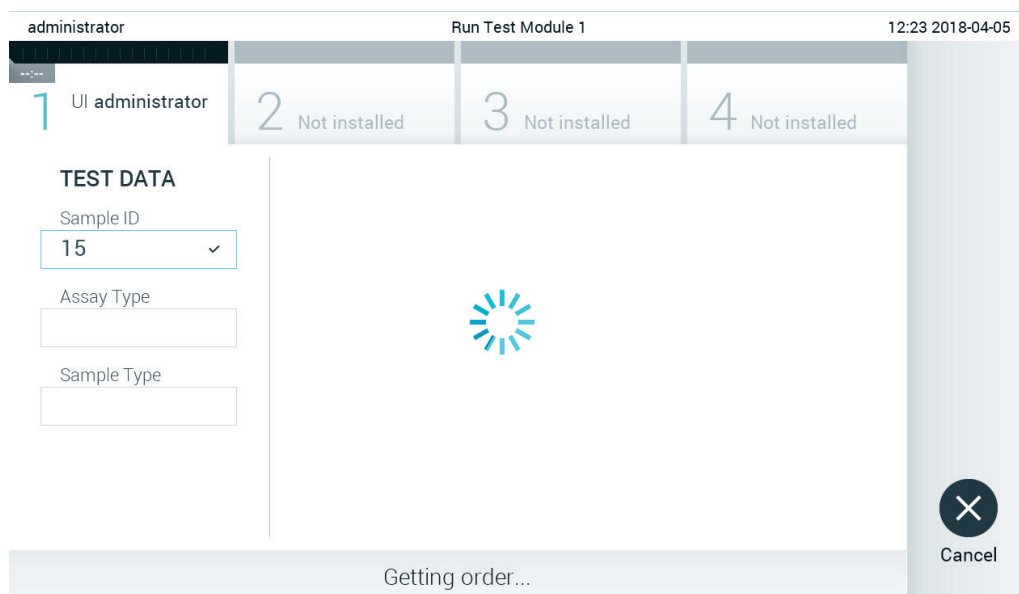 administrator
Run Test Module 1
12:23 2018-04-05
--:--
1 UI administrator
2 Not installed
3 Not installed
4 Not installed
TEST DATA
Sample ID
15
Assay Type
Sample Type
Cancel
Getting order...